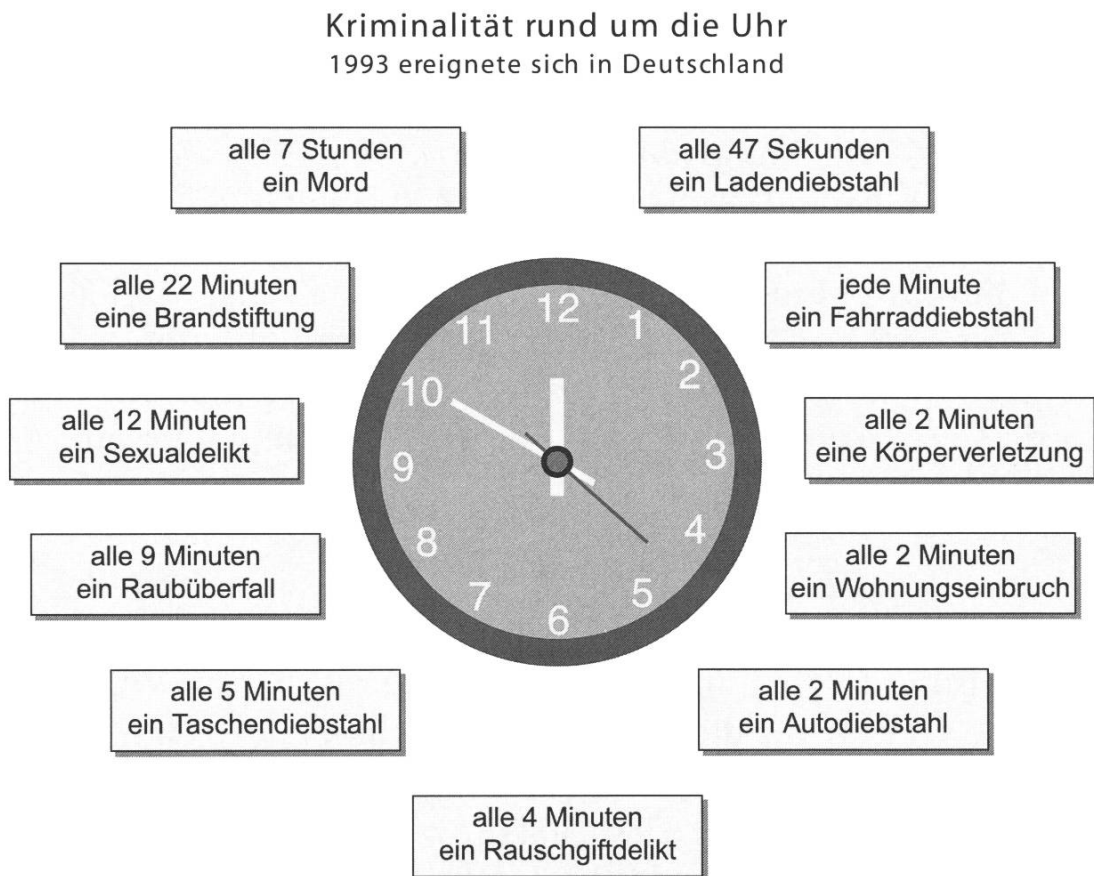 Kriminalität rund um die Uhr
1993 ereignete sich in Deutschland
alle 7 Stunden
ein Mord
alle 47 Sekunden
ein Ladendiebstahl
alle 22 Minuten
eine Brandstiftung
jede Minute
ein Fahrraddiebstahl
alle 12 Minuten
ein Sexualdelikt
alle 2 Minuten
eine Körperverletzung
alle 9 Minuten
ein Raubüberfall
alle 2 Minuten
ein Wohnungseinbruch
alle 5 Minuten
ein Taschendiebstahl
alle 2 Minuten
ein Autodiebstahl
alle 4 Minuten
ein Rauschgiftdelikt
12
1
2
3
4
5
6
7
8
9
10
11